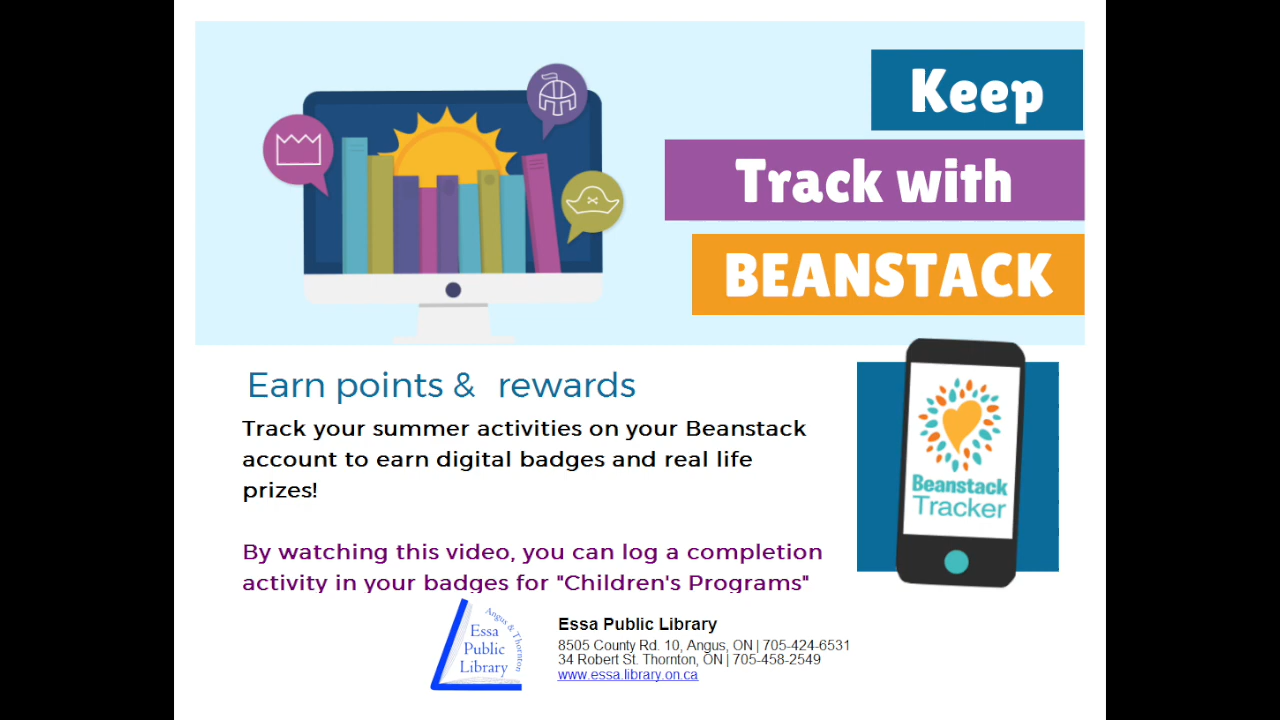 Keep
Track with
BEANSTACK
Earn points & rewards
Track your summer activities on your Beanstack
account to earn digital badges and real life
prizes!
Beanstack
Tracker
By watching this video, you can log a completion
activity in your badges for "Children's Programs"
Angus & Thornton
Essa
Public
Library
Essa Public Library
8505 County Rd. 10, Angus, ON | 705-424-6531
34 Robert St. Thornton, ON | 705-458-2549
www.essa.library.on.ca